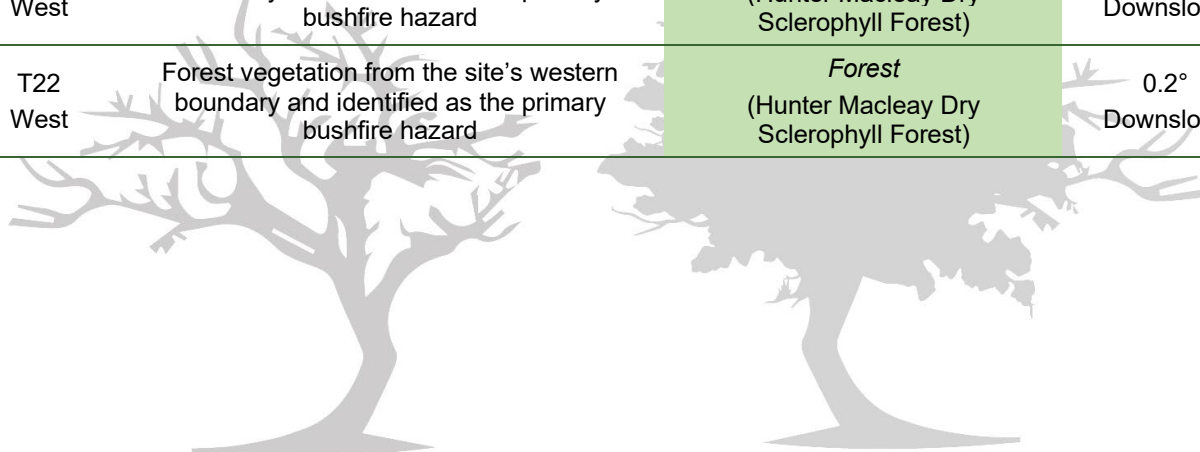 West
bushfire hazard
Sclerophyll Forest)
T22
West
Forest vegetation from the site’s western
boundary and identified as the primary
bushfire hazard
Forest
(Hunter Macleay Dry
Sclerophyll Forest)
0.2°
Downslo